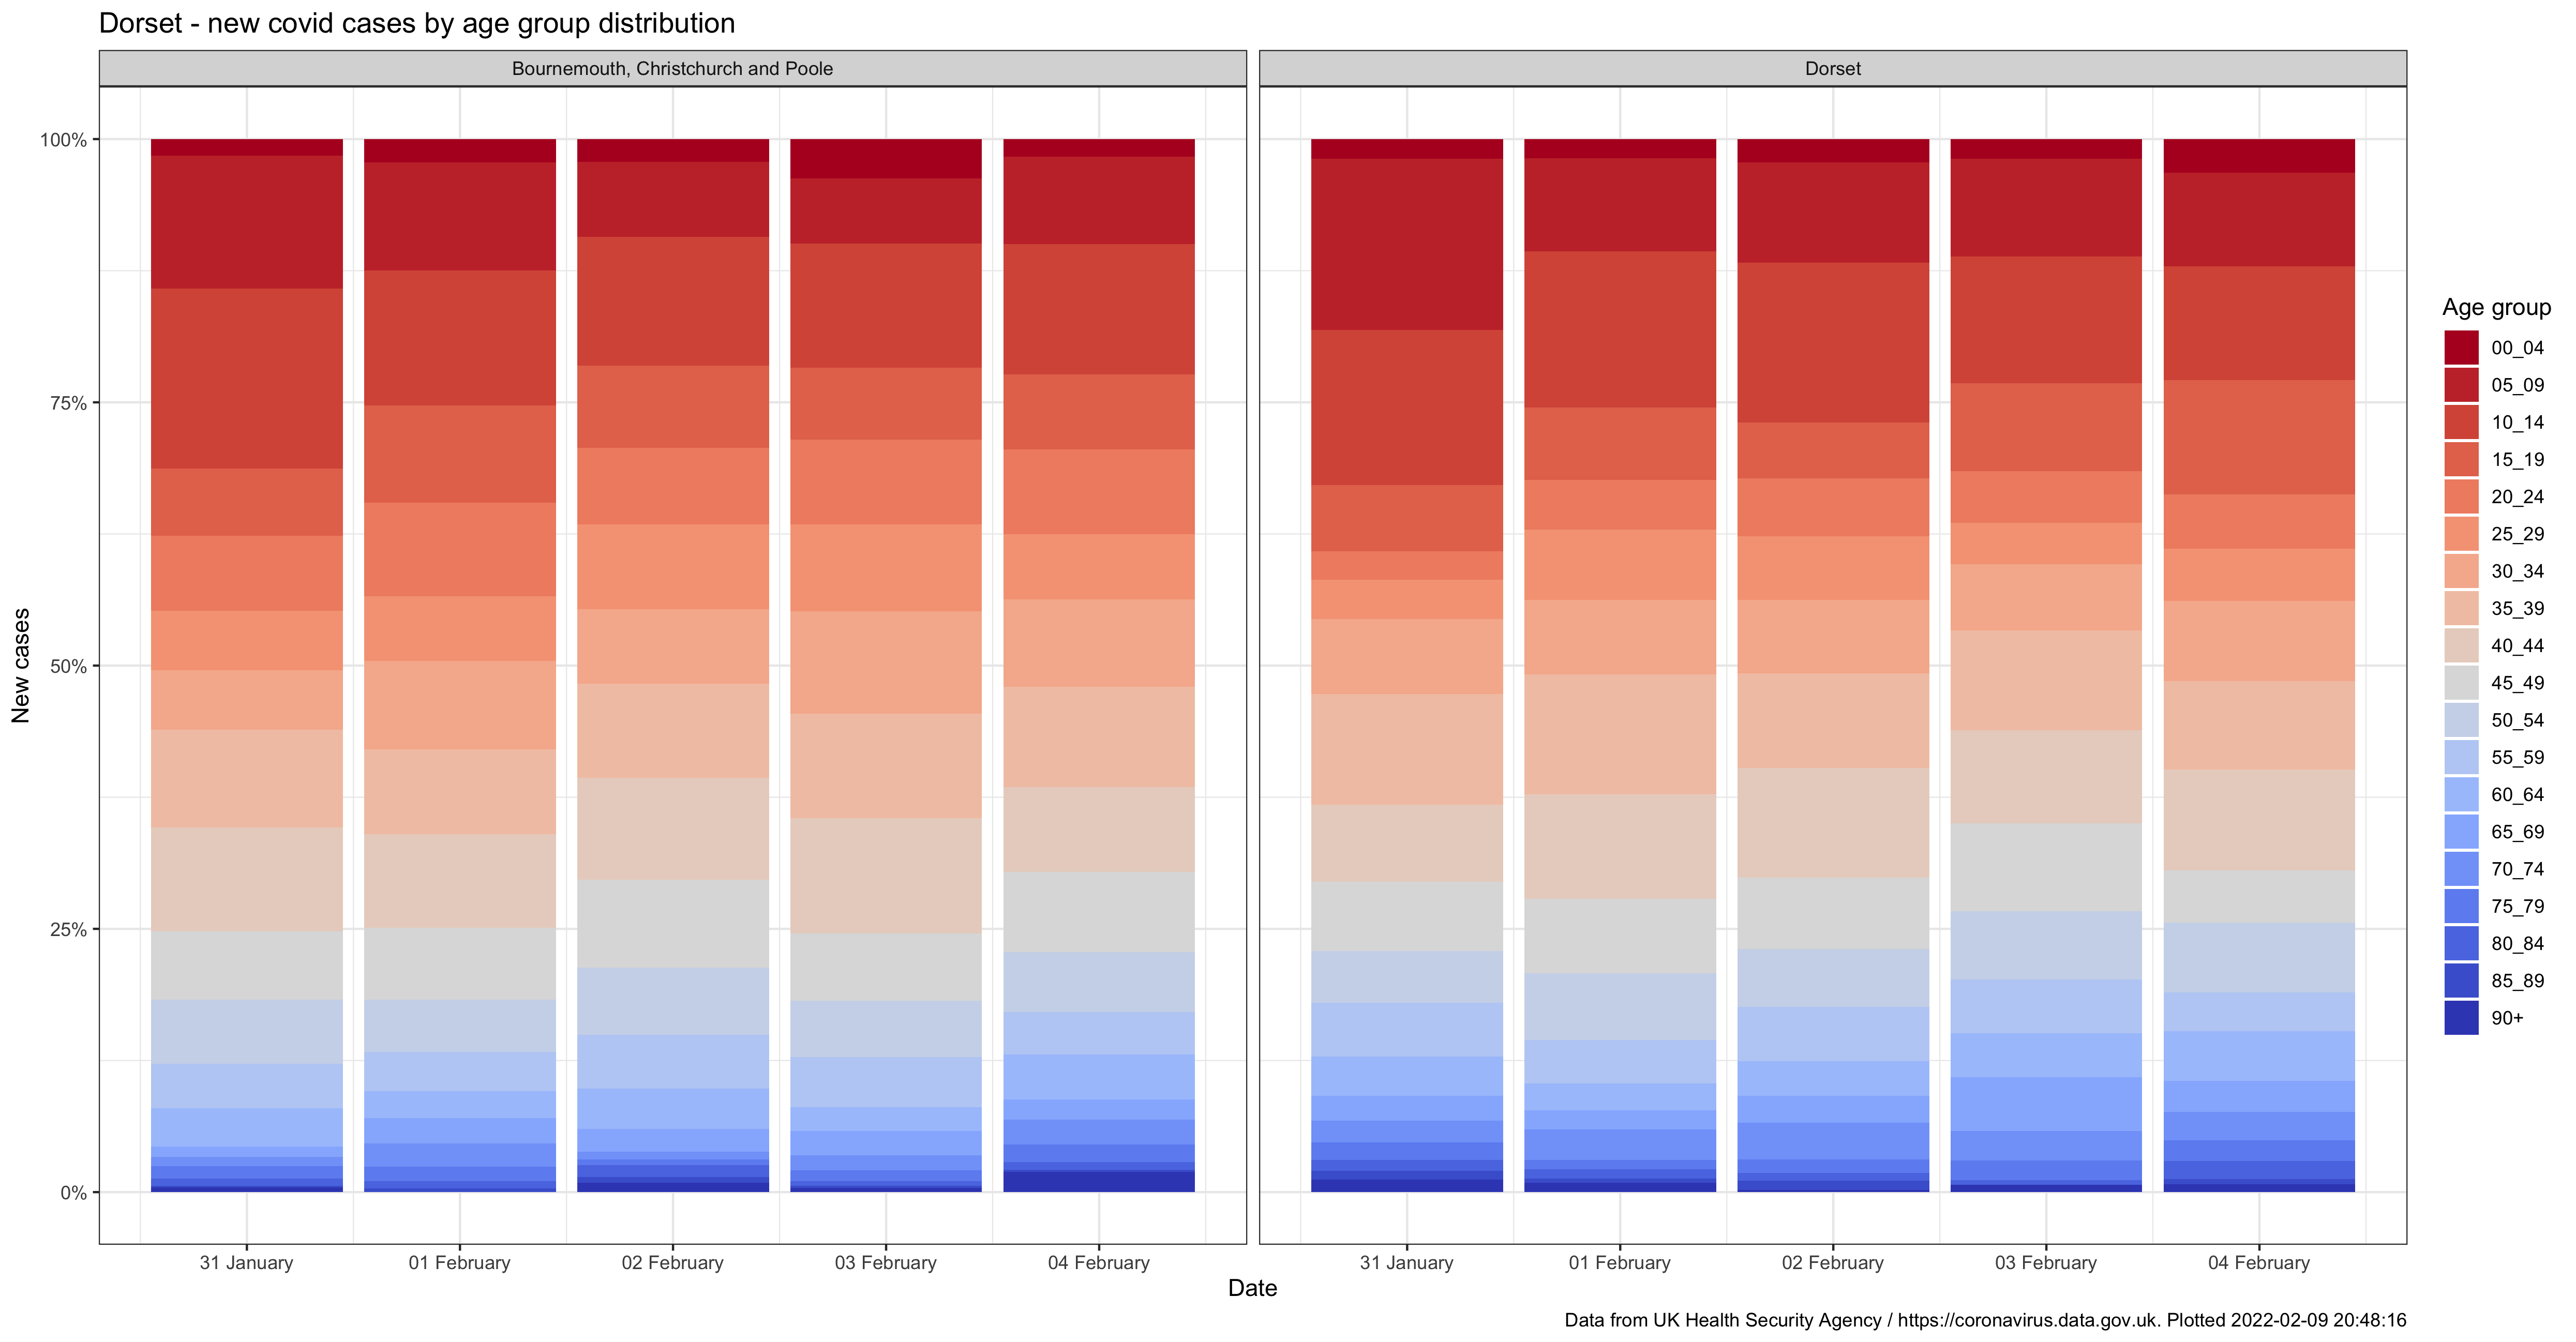 Dorset - new covid cases by age group distribution
Bournemouth, Christchurch and Poole
Dorset
New cases
100%
75%
50%
25%
0%
31 January
01 February
02 February
03 February
04 February
31 January
01 February
02 February
03 February
04 February
Date
Age group
00_04
05_09
10_14
15_19
20_24
25_29
30_34
35_39
40_44
45_49
50_54
55_59
60_64
65_69
70_74
75_79
80_84
85_89
90+
Data from UK Health Security Agency / https://coronavirus.data.gov.uk. Plotted 2022-02-09 20:48:16